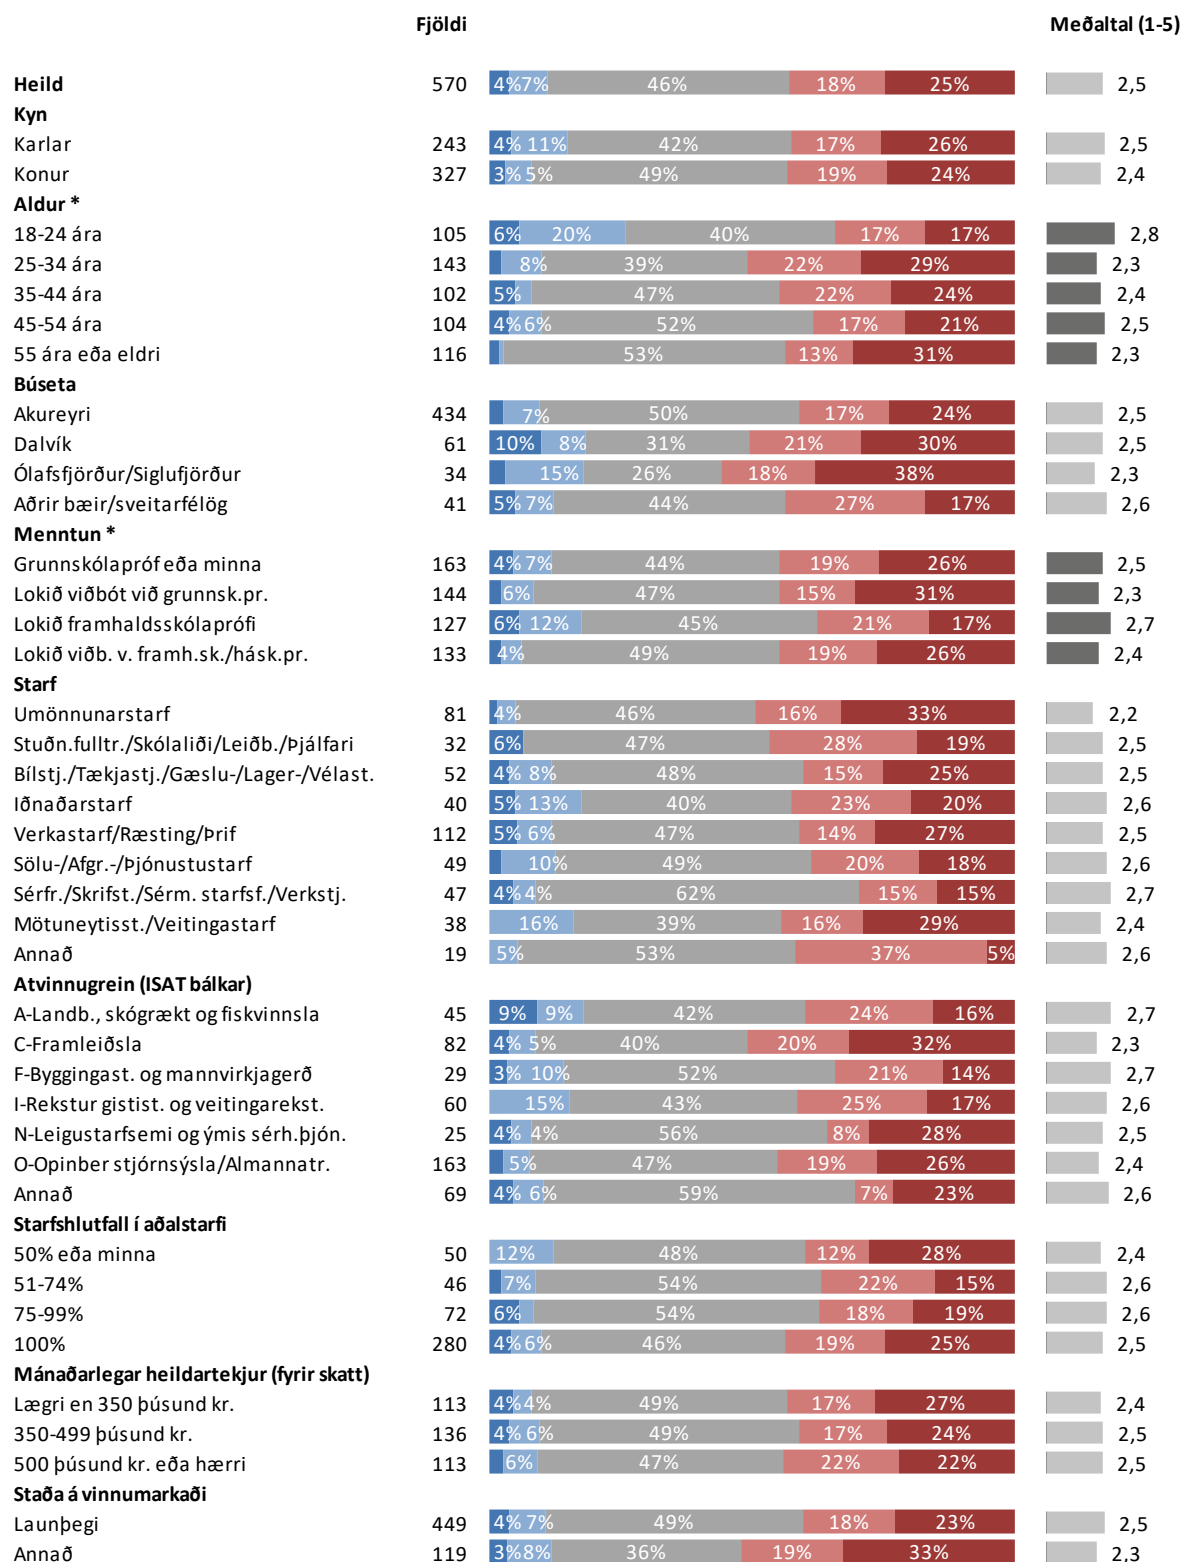 Fjöldi Meðaltal (1-5)
Heild 570 4% 7% 46% 18% 25% 2,5
Kyn
Karlar 243 4% 11% 42% 17% 26% 2,5
Konur 327 3% 5% 49% 19% 24% 2,4
Aldur *
18-24 ára 105 6% 20% 40% 17% 17% 2,8
25-34 ára 143 8% 39% 22% 29% 2,3
35-44 ára 102 5% 47% 22% 24% 2,4
45-54 ára 104 4% 6% 52% 17% 21% 2,5
55 ára eða eldri 116 53% 13% 31% 2,3
Búseta
Akureyri 434 7% 50% 17% 24% 2,5
Dalvík 61 10% 8% 31% 21% 30% 2,5
Ólafsfjörður/Siglufjörður 34 15% 26% 18% 38% 2,3
Aðrir bæir/sveitarfélög 41 5% 7% 44% 27% 17% 2,6
Menntun *
Grunnskólapróf eða minna 163 4% 7% 44% 19% 26% 2,5
Lokið viðbót við grunnsk.pr. 144 6% 47% 15% 31% 2,3
Lokið framhaldsskólaprófi 127 6% 12% 45% 21% 17% 2,7
Lokið viðb. v. framh.sk./hásk.pr. 133 4% 49% 19% 26% 2,4
Starf
Umönnunarstarf 81 4% 46% 16% 33% 2,2
Stuðn.fulltr./Skólaliði/Leiðb./Þjálfari 32 6% 47% 28% 19% 2,5
Bílstj./Tækjastj./Gæslu-/Lager-/Vélast. 52 4% 8% 48% 15% 25% 2,5
Iðnaðarstarf 40 5% 13% 40% 23% 20% 2,6
Verkastarf/Ræsting/Þrif 112 5% 6% 47% 14% 27% 2,5
Sölu-/Afgr.-/Þjónustustarf 49 10% 49% 20% 18% 2,6
Sérfr./Skrifst./Sérm. starfsf./Verkstj. 47 4% 4% 62% 15% 15% 2,7
Mötuneytisst./Veitingastarf 38 16% 39% 16% 29% 2,4
Annað 19 5% 53% 37% 5% 2,6
Atvinnugrein (ISAT bálkar)
A-Landb., skógrækt og fiskvinnsla 45 9% 9% 42% 24% 16% 2,7
C-Framleiðsla 82 4% 5% 40% 20% 32% 2,3
F-Byggingast. og mannvirkjagerð 29 3% 10% 52% 21% 14% 2,7
I-Rekstur gistist. og veitingarekst. 60 15% 43% 25% 17% 2,6
N-Leigustarfsemi og ýmis sérh.þjón. 25 4% 4% 56% 8% 28% 2,5
O-Opinber stjórnsýsla/Almannatr. 163 5% 47% 19% 26% 2,4
Annað 69 4% 6% 59% 7% 23% 2,6
Starfshlutfall í aðalstarfi
50% eða minna 50 12% 48% 12% 28% 2,4
51-74% 46 7% 54% 22% 15% 2,6
75-99% 72 6% 54% 18% 19% 2,6
100% 280 4% 6% 46% 19% 25% 2,5
Mánaðarlegar heildartekjur (fyrir skatt)
Lægri en 350 þúsund kr. 113 4% 4% 49% 17% 27% 2,4
350-499 þúsund kr. 136 4% 6% 49% 17% 24% 2,5
500 þúsund kr. eða hærri 113 6% 47% 22% 22% 2,5
Staða á vinnumarkaði
Launþegi 449 4% 7% 49% 18% 23% 2,5
Annað 119 3% 8% 36% 19% 33% 2,3